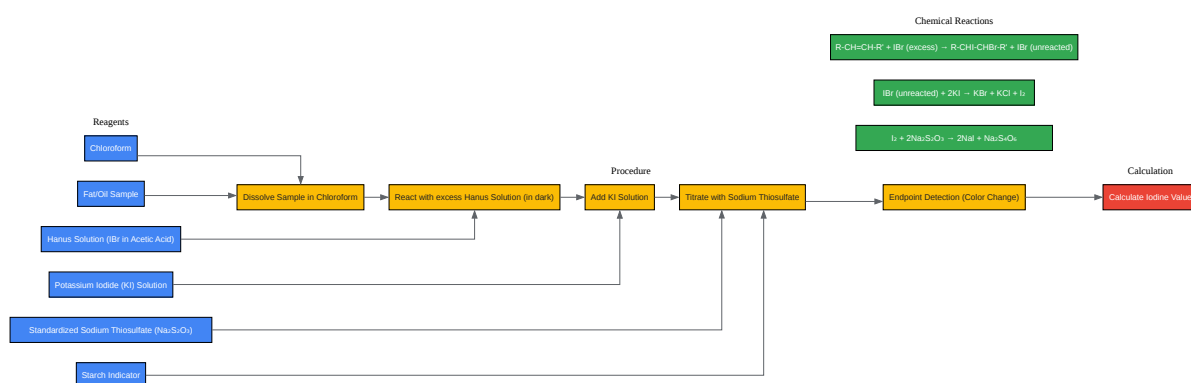 Chemical Reactions
R-CH=CH-R' + IBr (excess) → R-CHI-CHBr-R' + IBr (unreacted)
IBr (unreacted) + 2KI → KBr + KCl + I₂
I₂ + 2Na₂S₂O₃ → 2NaI + Na₂S₄O₆
Reagents
Chloroform
Fat/Oil Sample
Hanus Solution (IBr in Acetic Acid)
Potassium Iodide (KI) Solution
Standardized Sodium Thiosulfate (Na₂S₂O₃)
Starch Indicator
Procedure
Dissolve Sample in Chloroform
React with excess Hanus Solution (in dark)
Add KI Solution
Titrate with Sodium Thiosulfate
Endpoint Detection (Color Change)
Calculation
Calculate Iodine Value